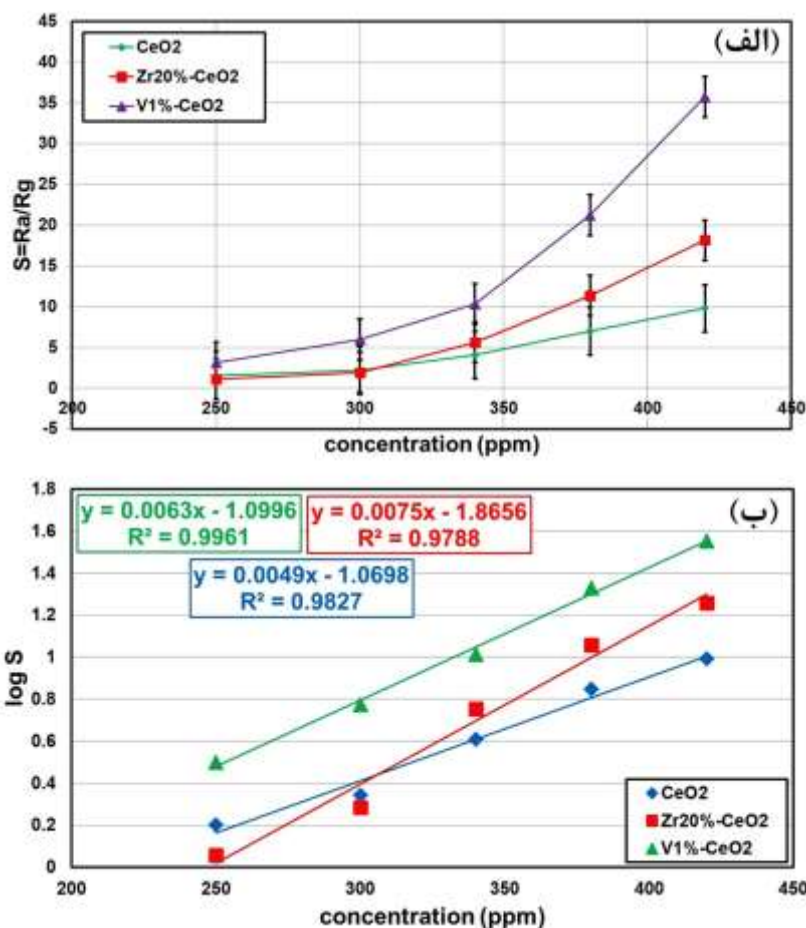 (الف)
CeO2
Zr20%-CeO2
V1%-CeO2
45
40
35
30
25
20
15
10
5
0
-5
S=Ra/Rg
200 250 300 350 400 450
concentration (ppm)
(ب)
y = 0.0063x - 1.0996
R² = 0.9961
y = 0.0075x - 1.8656
R² = 0.9788
y = 0.0049x - 1.0698
R² = 0.9827
1.8
1.6
1.4
1.2
1
0.8
0.6
0.4
0.2
0
log S
CeO2
Zr20%-CeO2
V1%-CeO2
200 250 300 350 400 450
concentration (ppm)